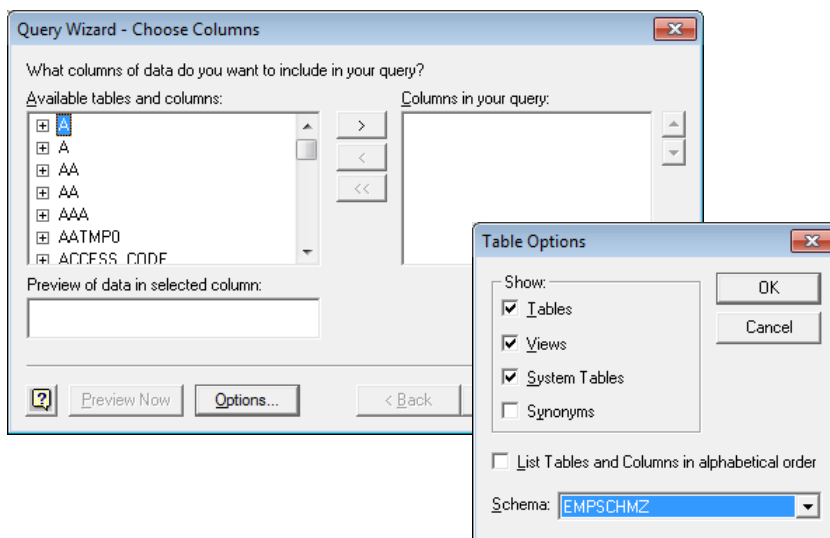 Query Wizard - Choose Columns
What columns of data do you want to include in your query?
Available tables and columns:
Columns in your query:
A
A
AA
AA
AAA
AATMP0
ACCESS_CODE
>
<
<<
Preview of data in selected column:
Preview Now
Options...
< Back
Table Options
Show:
Tables
Views
System Tables
Synonyms
OK
Cancel
List Tables and Columns in alphabetical order
Schema: EMPSCHMZ